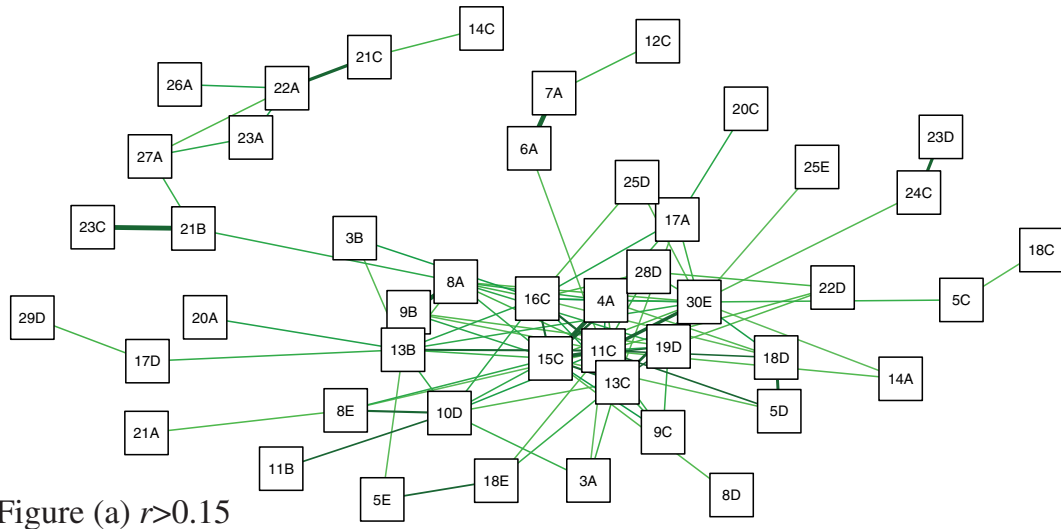 14C
12C
21C
26A
22A
7A
20C
23A
6A
23D
27A
25D
25E
24C
23C
21B
3B
17A
18C
8A
28D
22D
5C
16C
4A
30E
29D
20A
9B
17D
13B
15C
11C
19D
18D
14A
13C
21A
8E
10D
9C
5D
11B
5E
18E
3A
8D
Figure (a) r>0.15